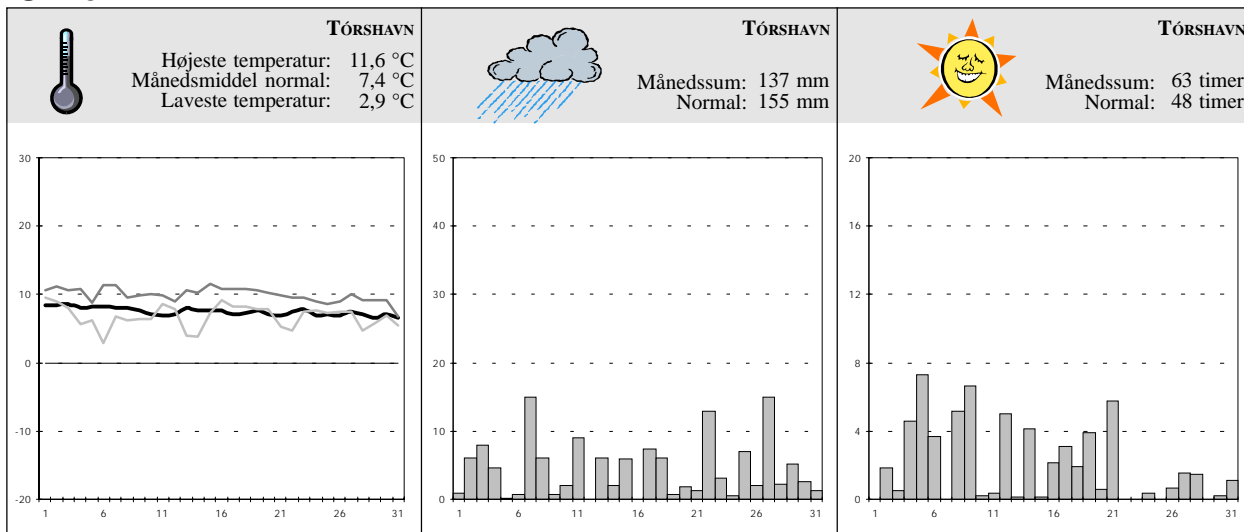 TÓRSHAVN
Højeste temperatur: 11,6 °C
Månedsmiddel normal: 7,4 °C
Laveste temperatur: 2,9 °C
TÓRSHAVN
Månedssum: 137 mm
Normal: 155 mm
TÓRSHAVN
Månedssum: 63 timer
Normal: 48 timer
30
20
10
0
-10
-20
1 6 11 16 21 26 31
50
40
30
20
10
0
1 6 11 16 21 26 31
20
16
12
8
4
0
1 6 11 16 21 26 31